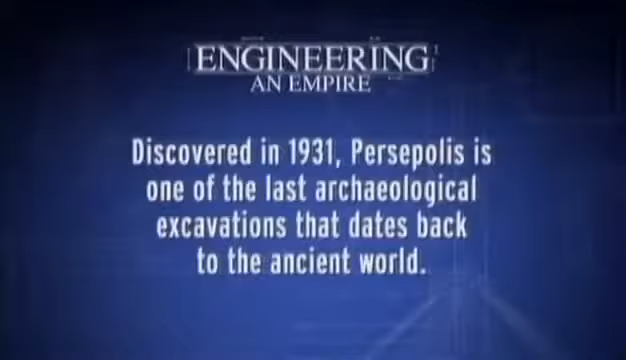 ENGINEERING
AN EMPIRE
Discovered in 1931, Persepolis is
one of the last archaeological
excavations that dates back
to the ancient world.